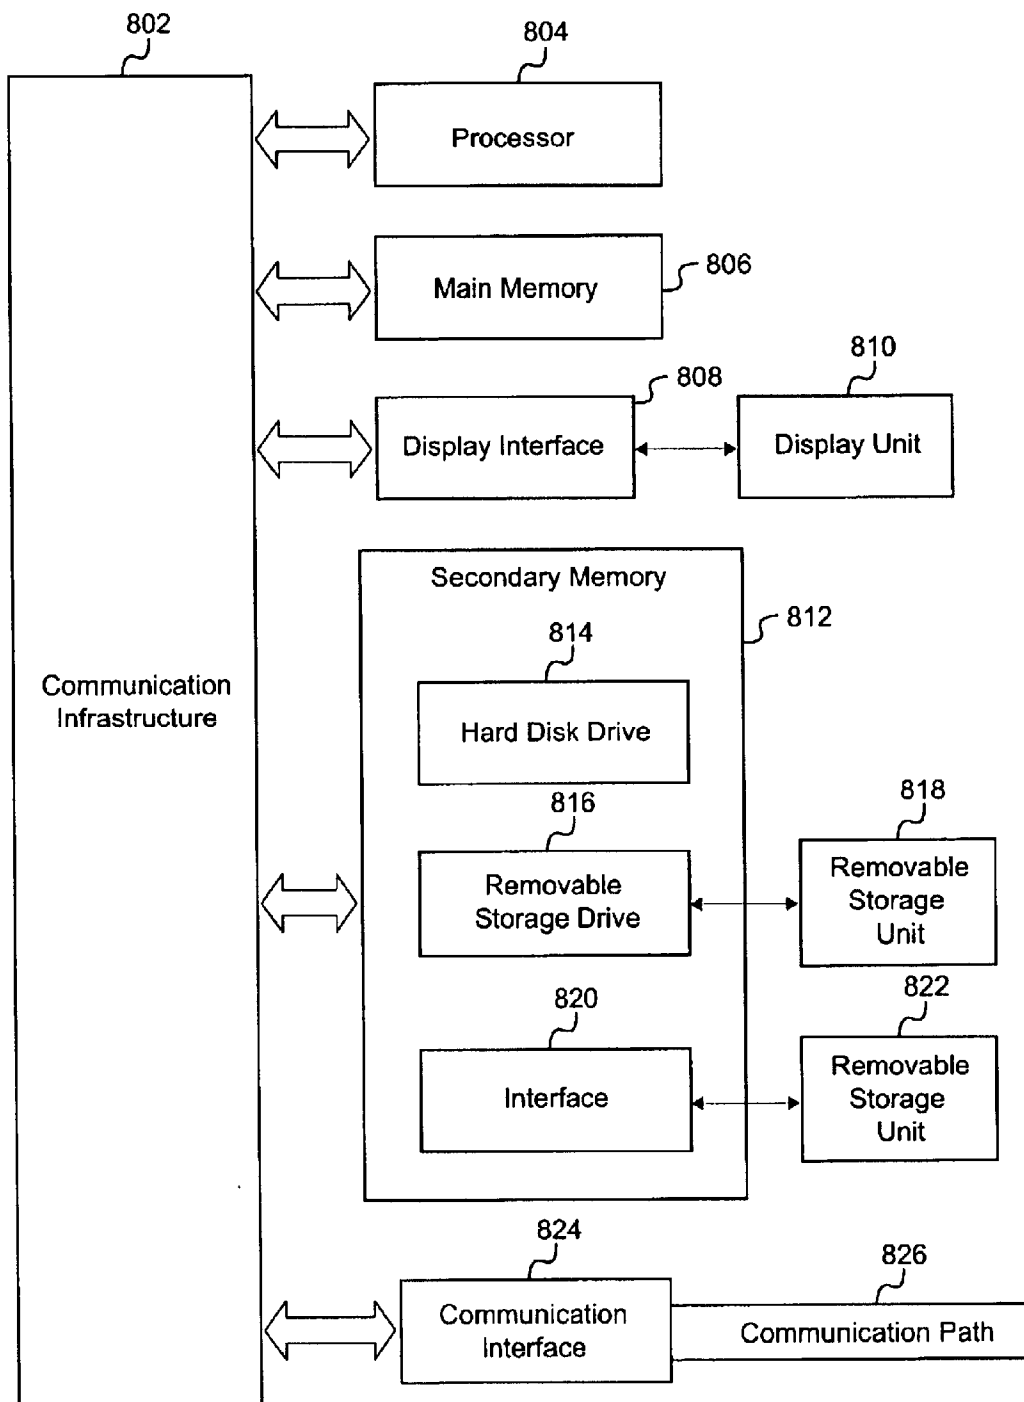 802
804
Processor
806
Main Memory
808
Display Interface
810
Display Unit
Secondary Memory
812
814
Hard Disk Drive
Communication
Infrastructure
816
Removable
Storage Drive
818
Removable
Storage
Unit
820
Interface
822
Removable
Storage
Unit
824
Communication
Interface
826
Communication Path